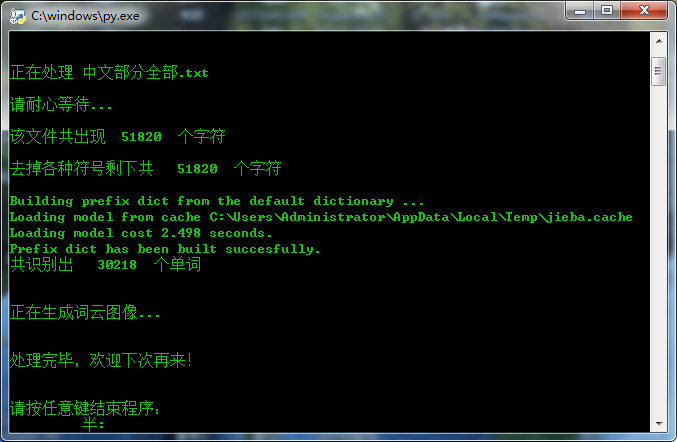 C:\windows\py.exe
正在处理 中文部分全部.txt
请耐心等待...
该文件共出现 51820 个字符
去掉各种符号剩下共 51820 个字符
Building prefix dict from the default dictionary ...
Loading model from cache C:\Users\Administrator\AppData\Local\Temp\jieba.cache
Loading model cost 2.498 seconds.
Prefix dict has been built succesfully.
共识别出 30218 个单词
正在生成词云图像...
处理完毕，欢迎下次再来!
请按任意键结束程序:
半: